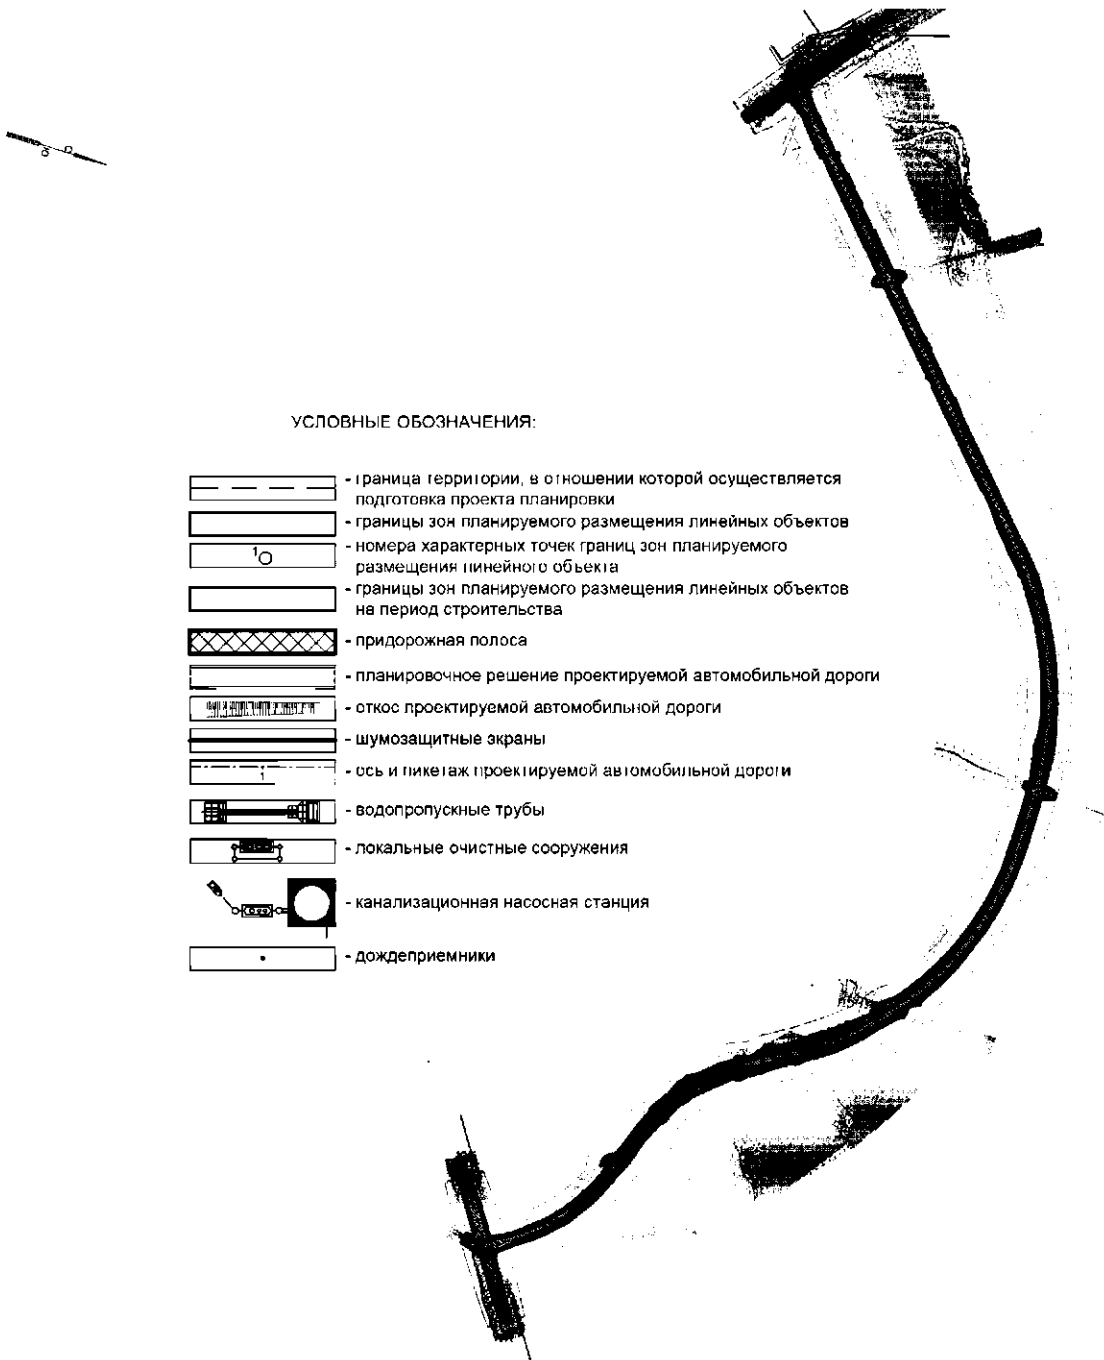 УСЛОВНЫЕ ОБОЗНАЧЕНИЯ:
- граница территории, в отношении которой осуществляется
подготовка проекта планировки
- границы зон планируемого размещения линейных объектов
1
- номера характерных точек границ зон планируемого
размещения линейного объекта
- границы зон планируемого размещения линейных объектов
на период строительства
- придорожная полоса
- планировочное решение проектируемой автомобильной дороги
- откос проектируемой автомобильной дороги
- шумозащитные экраны
1
- ось и пикетаж проектируемой автомобильной дороги
- водопропускные трубы
- локальные очистные сооружения
- канализационная насосная станция
- дождеприемники